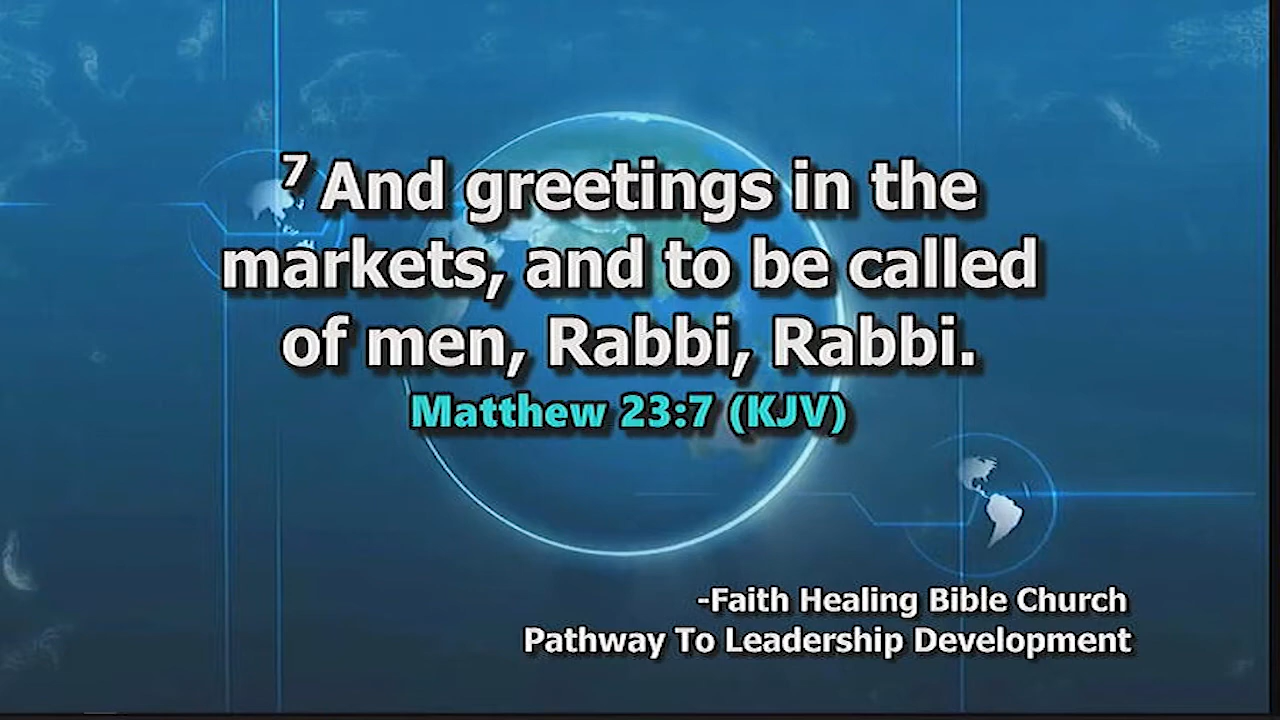 7 And greetings in the
markets, and to be called
of men, Rabbi, Rabbi.
Matthew 23:7 (KJV)
-Faith Healing Bible Church
Pathway To Leadership Development